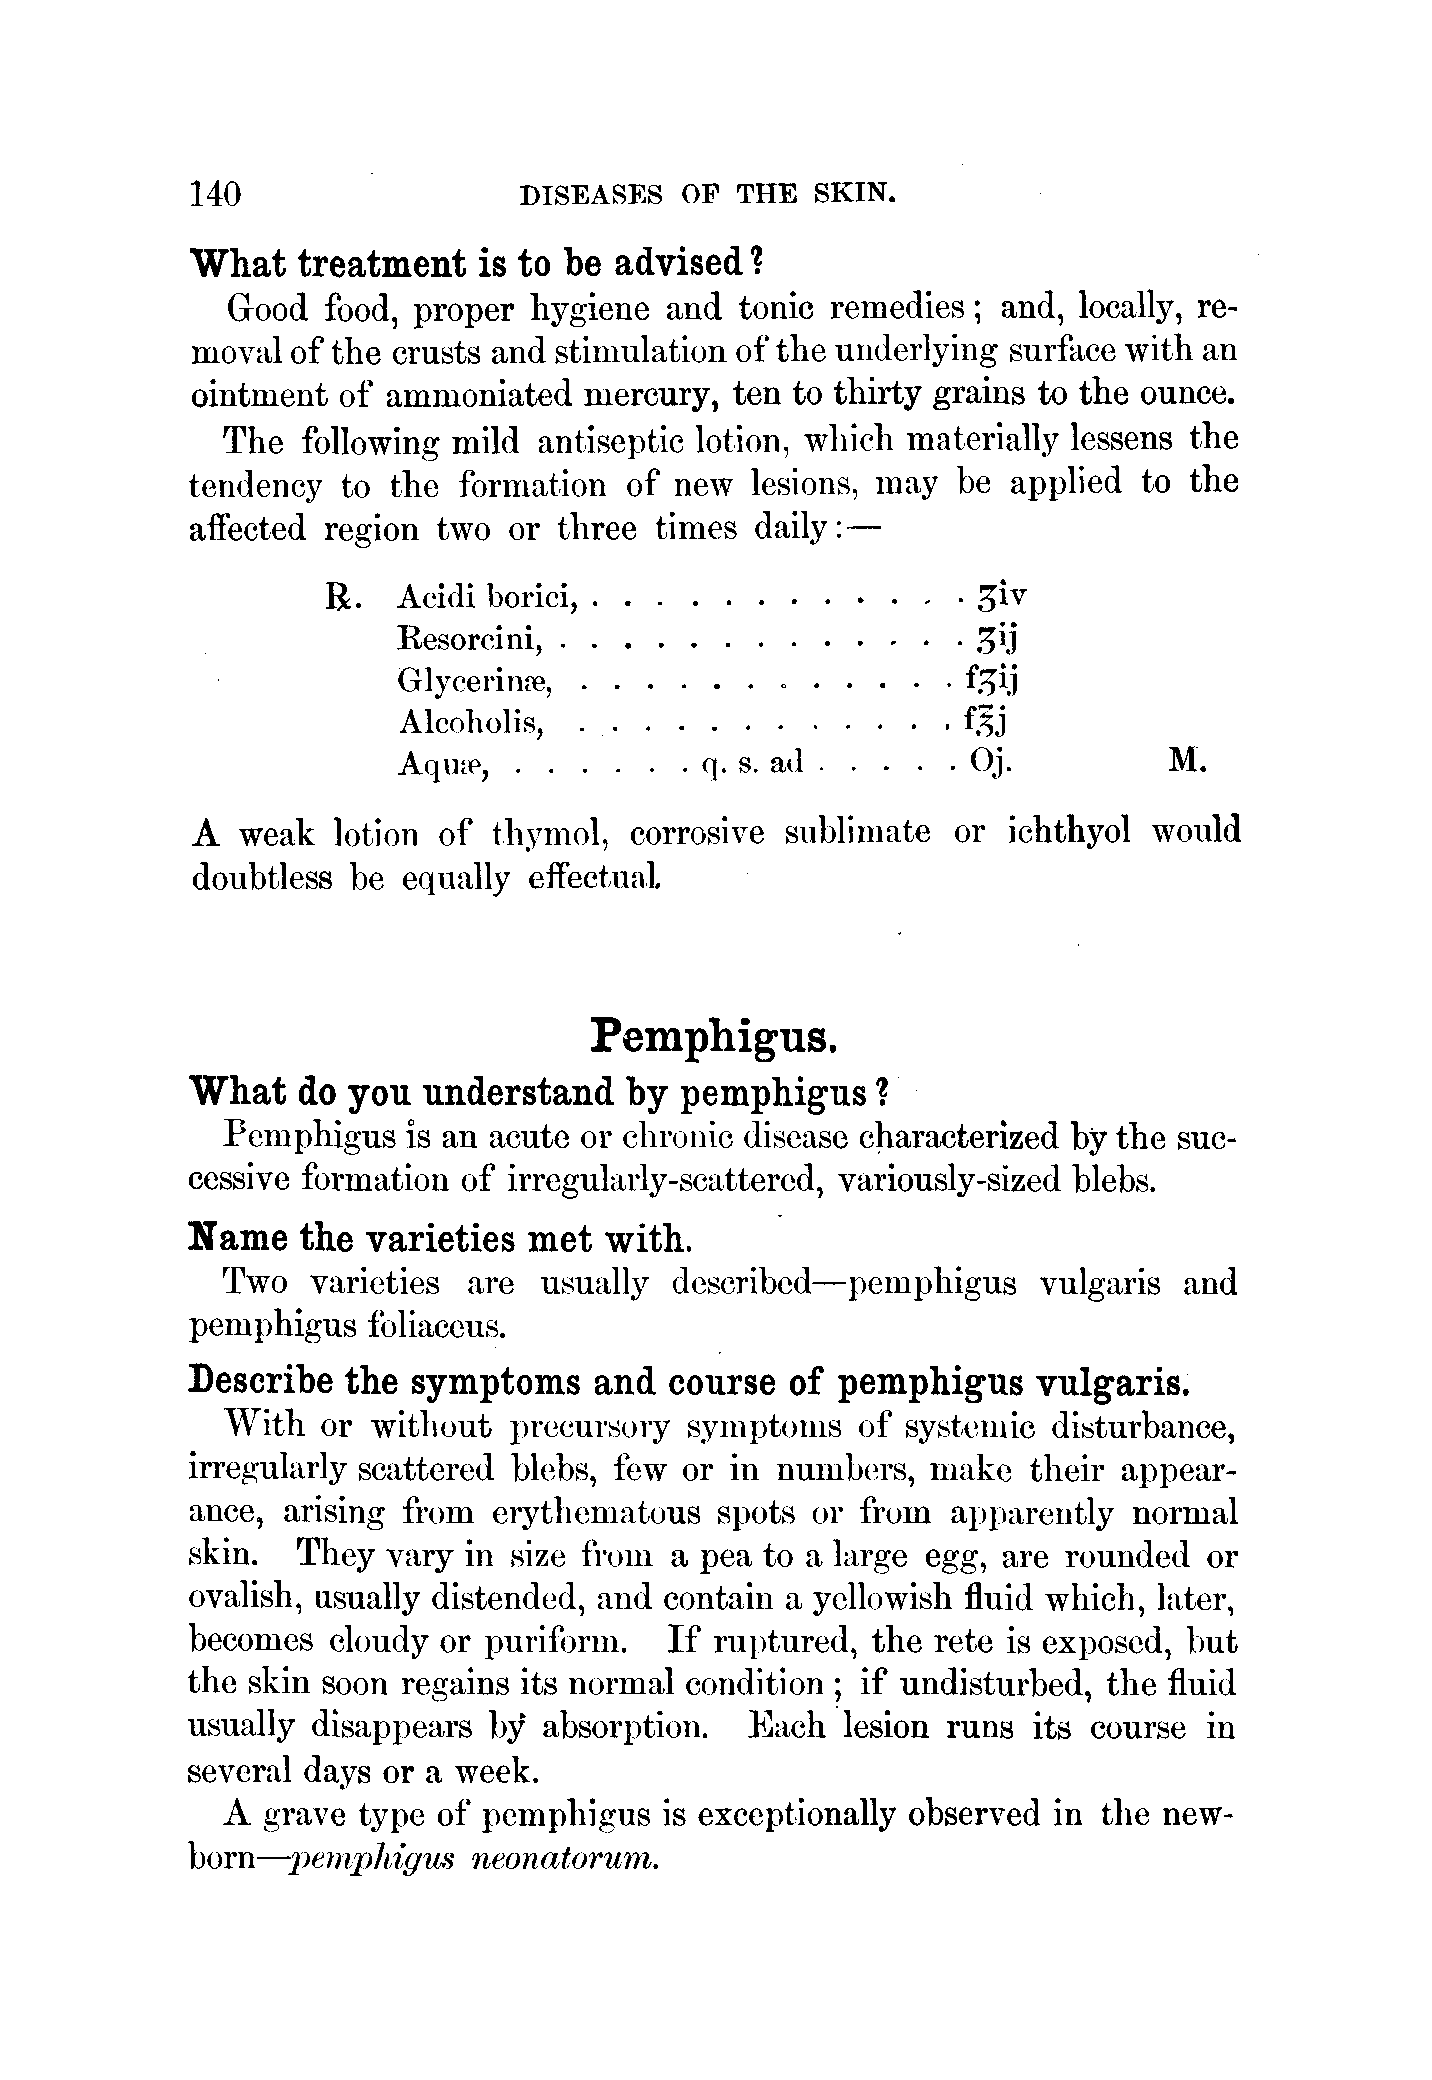 140 DISEASES OF THE SKIN.
What treatment is to be advised?
Good food, proper hygiene and tonic remedies; and, locally, re-
moval of the crusts and stimulation of the underlying surface with an
ointment of ammoniated mercury, ten to thirty grains to the ounce.
The following mild antiseptic lotion, which materially lessens the
tendency to the formation of new lesions, may be applied to the
affected region two or three times daily:—
℞. Acidi borici, . . . . . . . . . . . . ʒiv
Resorcini, . . . . . . . . . . . . . ʒij
Glycerinæ, . . . . . . . . . . . . fʒij
Alcoholis, . . . . . . . . . . . . f℥j
Aquæ, . . . . . . q. s. ad . . . . . Oj. M.
A weak lotion of thymol, corrosive sublimate or ichthyol would
doubtless be equally effectual.
Pemphigus.
What do you understand by pemphigus?
Pemphigus is an acute or chronic disease characterized by the suc-
cessive formation of irregularly-scattered, variously-sized blebs.
Name the varieties met with.
Two varieties are usually described—pemphigus vulgaris and
pemphigus foliaceus.
Describe the symptoms and course of pemphigus vulgaris.
With or without precursory symptoms of systemic disturbance,
irregularly scattered blebs, few or in numbers, make their appear-
ance, arising from erythematous spots or from apparently normal
skin. They vary in size from a pea to a large egg, are rounded or
ovalish, usually distended, and contain a yellowish fluid which, later,
becomes cloudy or puriform. If ruptured, the rete is exposed, but
the skin soon regains its normal condition; if undisturbed, the fluid
usually disappears by absorption. Each lesion runs its course in
several days or a week.
A grave type of pemphigus is exceptionally observed in the new-
born—pemphigus neonatorum.